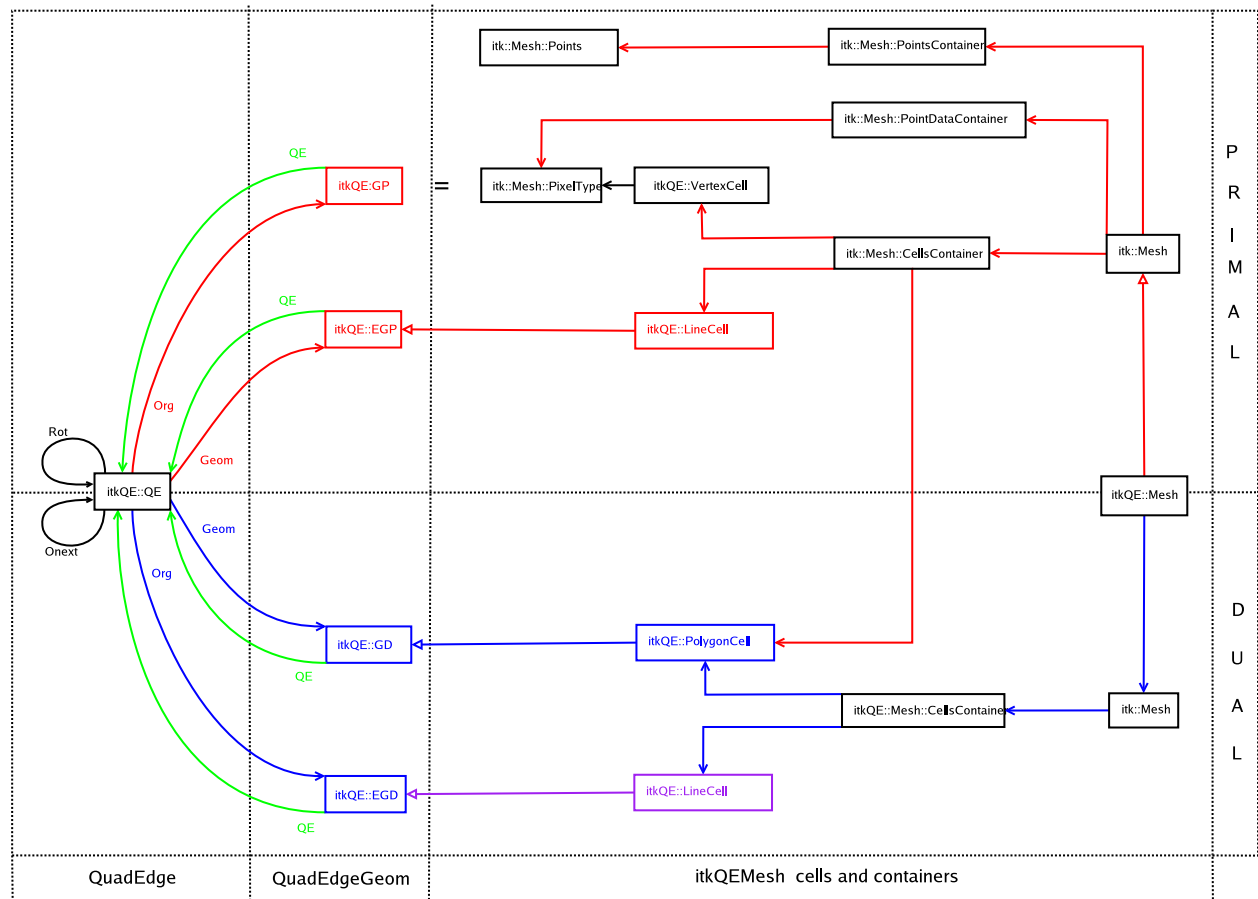 itk::Mesh::Points
itk::Mesh::PointsContainer
itk::Mesh::PointDataContainer
QE
itkQE:GP
=
itk::Mesh::PixelType
itkQE::VertexCell
itk::Mesh::CellsContainer
itk::Mesh
P
R
I
M
A
L
QE
itkQE::EGP
itkQE::LineCell
Org
Rot
Geom
itkQE::QE
itkQE::Mesh
Onext
Geom
Org
itkQE::GD
itkQE::PolygonCell
QE
itkQE::Mesh::CellsContainer
itk::Mesh
D
U
A
L
itkQE::EGD
itkQE::LineCell
QE
QuadEdge
QuadEdgeGeom
itkQEMesh cells and containers